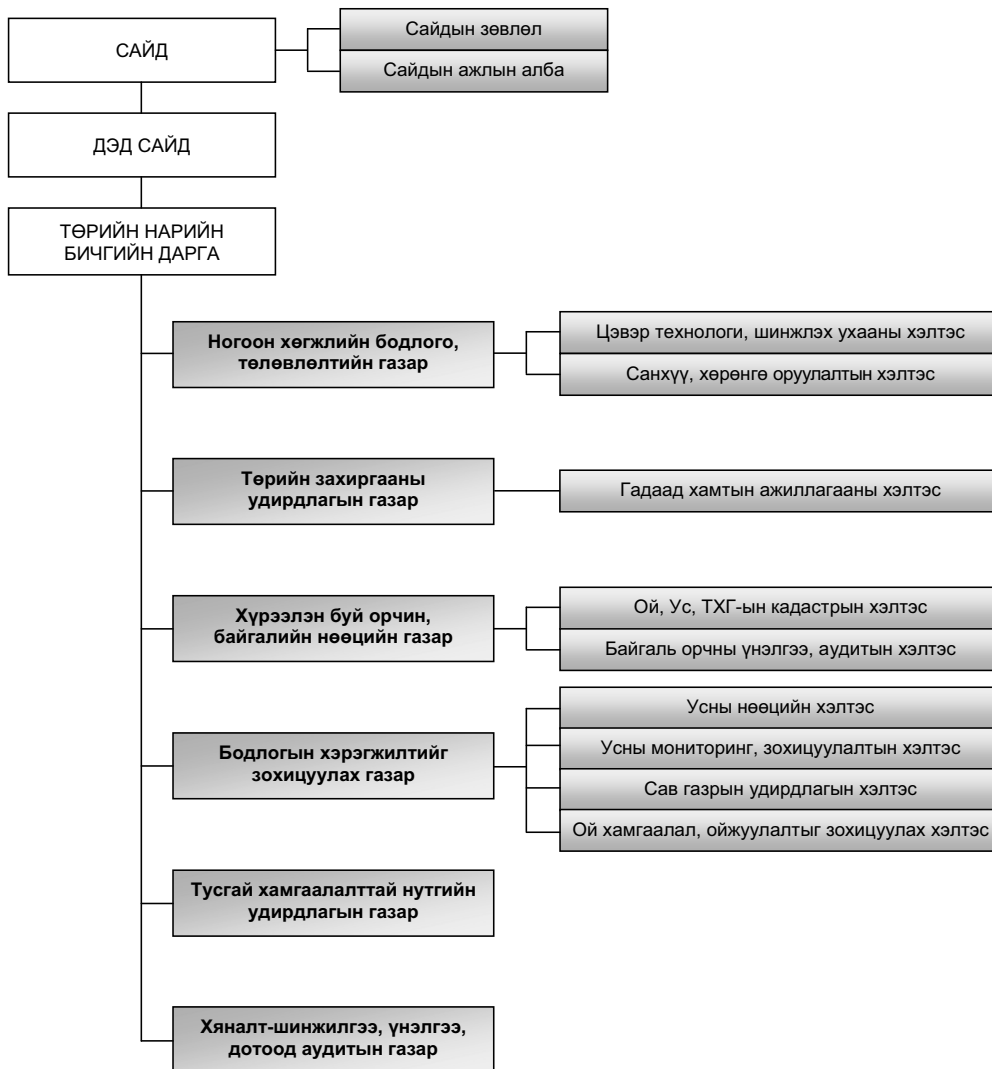 САЙД
Сайдын зөвлөл
Сайдын ажлын алба
ДЭД САЙД
ТӨРИЙН НАРИЙН
БИЧГИЙН ДАРГА
Ногоон хөгжлийн бодлого,
төлөвлөлтийн газар
Цэвэр технологи, шинжлэх ухааны хэлтэс
Санхүү, хөрөнгө оруулалтын хэлтэс
Төрийн захиргааны
удирдлагын газар
Гадаад хамтын ажиллагааны хэлтэс
Хүрээлэн буй орчин,
байгалийн нөөцийн газар
Ой, Ус, ТХГ-ын кадастрын хэлтэс
Байгаль орчны үнэлгээ, аудитын хэлтэс
Бодлогын хэрэгжилтийг
зохицуулах газар
Усны нөөцийн хэлтэс
Усны мониторинг, зохицуулалтын хэлтэс
Сав газрын удирдлагын хэлтэс
Ой хамгаалал, ойжуулалтыг зохицуулах хэлтэс
Тусгай хамгаалалттай нутгийн
удирдлагын газар
Хяналт-шинжилгээ, үнэлгээ,
дотоод аудитын газар